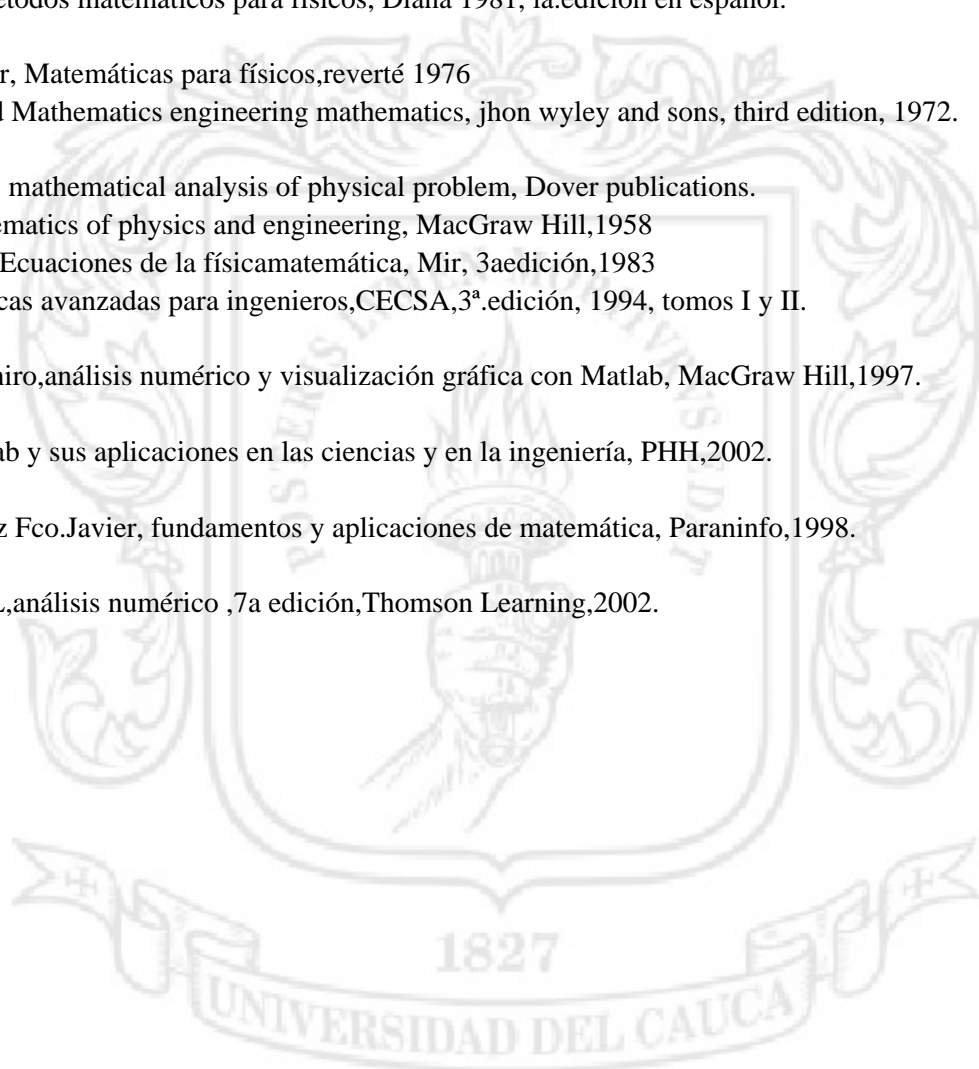 étodos matemáticos para físicos, Diana 1981, 1a.edición en español.
r, Matemáticas para físicos,reverté 1976
d Mathematics engineering mathematics, jhon wyley and sons, third edition, 1972.
mathematical analysis of physical problem, Dover publications.
ematics of physics and engineering, MacGraw Hill,1958
Ecuaciones de la físicamatemática, Mir, 3aedición,1983
cas avanzadas para ingenieros,CECSA,3ª.edición, 1994, tomos I y II.
niro,análisis numérico y visualización gráfica con Matlab, MacGraw Hill,1997.
ab y sus aplicaciones en las ciencias y en la ingeniería, PHH,2002.
z Fco.Javier, fundamentos y aplicaciones de matemática, Paraninfo,1998.
L,análisis numérico ,7a edición,Thomson Learning,2002.
1827
UNIVERSIDAD DEL CAUCA